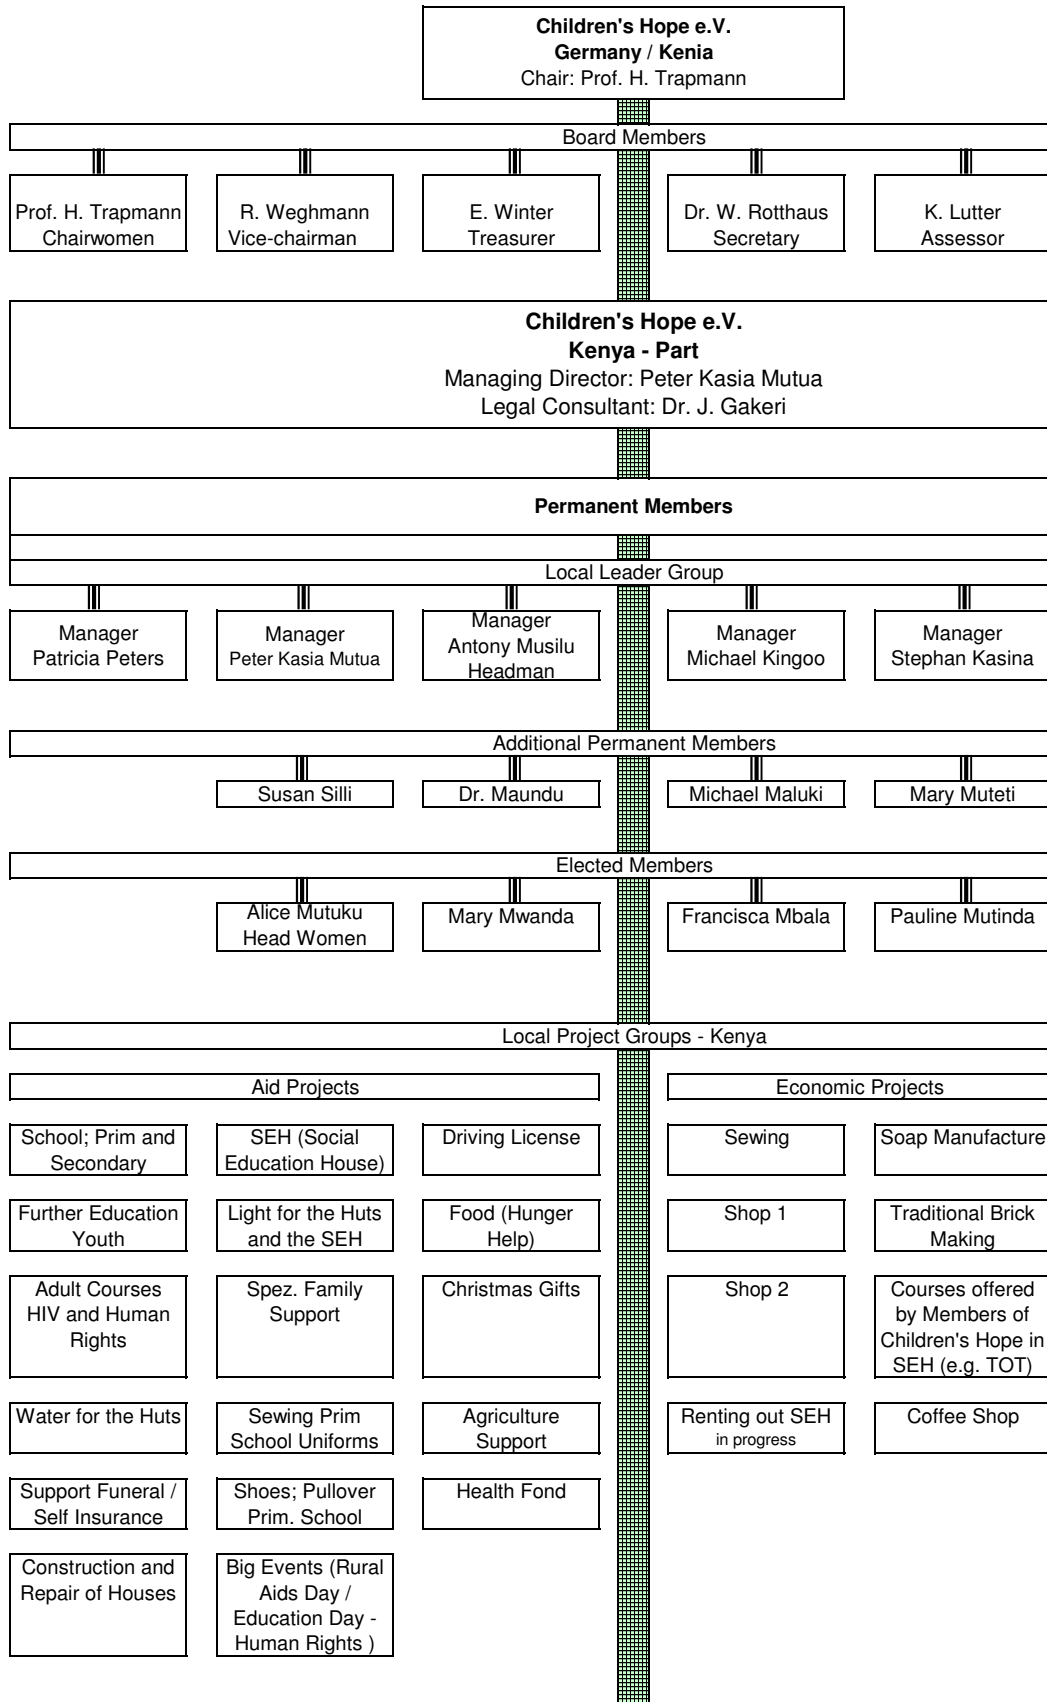 Children's Hope e.V.
Germany / Kenia
Chair: Prof. H. Trapmann
Board Members
Prof. H. Trapmann
Chairwomen
R. Weghmann
Vice-chairman
E. Winter
Treasurer
Dr. W. Rotthaus
Secretary
K. Lutter
Assessor
Children's Hope e.V.
Kenya - Part
Managing Director: Peter Kasia Mutua
Legal Consultant: Dr. J. Gakeri
Permanent Members
Local Leader Group
Manager
Patricia Peters
Manager
Peter Kasia Mutua
Manager
Antony Musilu
Headman
Manager
Michael Kingoo
Manager
Stephan Kasina
Additional Permanent Members
Susan Silli
Dr. Maundu
Michael Maluki
Mary Muteti
Elected Members
Alice Mutuku
Head Women
Mary Mwanda
Francisca Mbala
Pauline Mutinda
Local Project Groups - Kenya
Aid Projects
Economic Projects
School; Prim and
Secondary
SEH (Social
Education House)
Driving License
Sewing
Soap Manufacture
Further Education
Youth
Light for the Huts
and the SEH
Food (Hunger
Help)
Shop 1
Traditional Brick
Making
Adult Courses
HIV and Human
Rights
Spez. Family
Support
Christmas Gifts
Shop 2
Courses offered
by Members of
Children's Hope in
SEH (e.g. TOT)
Water for the Huts
Sewing Prim
School Uniforms
Agriculture
Support
Renting out SEH
in progress
Coffee Shop
Support Funeral /
Self Insurance
Shoes; Pullover
Prim. School
Health Fond
Construction and
Repair of Houses
Big Events (Rural
Aids Day /
Education Day -
Human Rights )